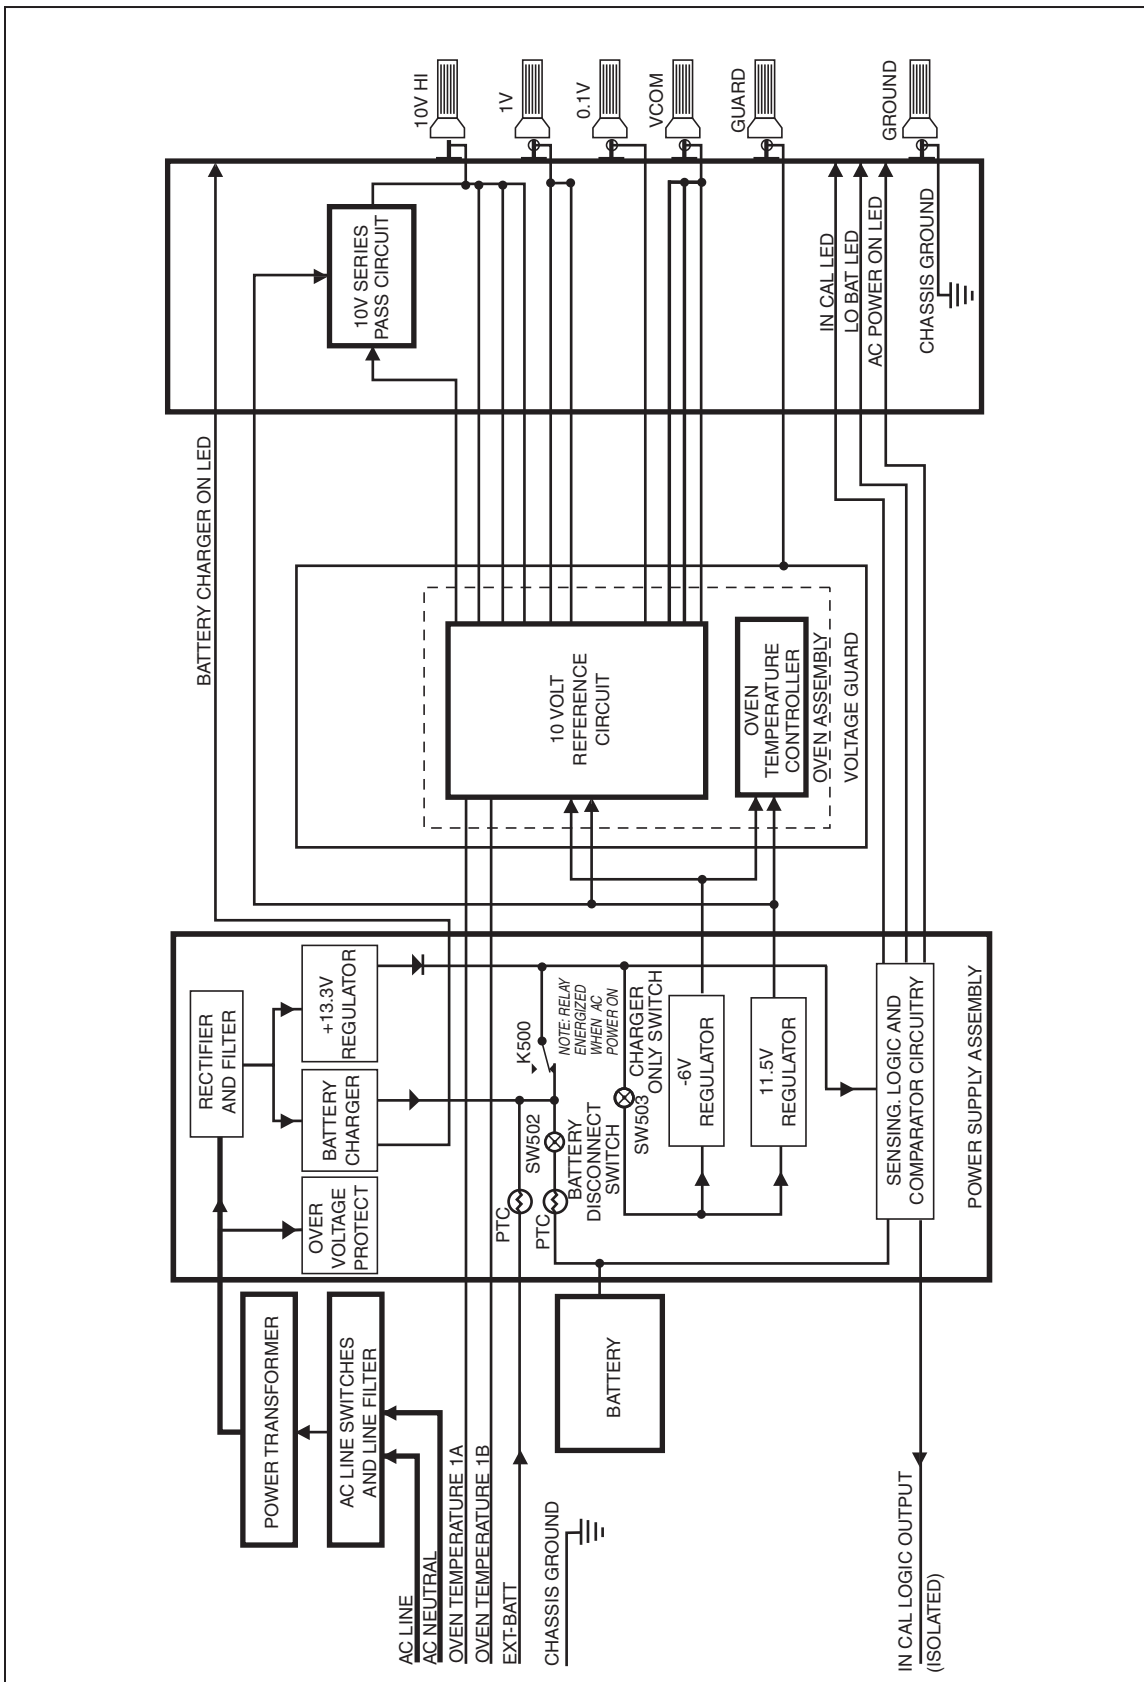 10V HI
1V
0.1V
VCOM
GUARD
GROUND
10V SERIES
PASS CIRCUIT
IN CAL LED
LO BAT LED
AC POWER ON LED
CHASSIS GROUND
BATTERY CHARGER ON LED
10 VOLT
REFERENCE
CIRCUIT
OVEN
TEMPERATURE
CONTROLLER
OVEN ASSEMBLY
VOLTAGE GUARD
RECTIFIER
AND FILTER
+13.3V
REGULATOR
BATTERY
CHARGER
OVER
VOLTAGE
PROTECT
K500
NOTE: RELAY
ENERGIZED
WHEN AC
POWER ON
CHARGER
ONLY SWITCH
SW503
SW502
BATTERY
DISCONNECT
SWITCH
PTC
PTC
-6V
REGULATOR
11.5V
REGULATOR
SENSING. LOGIC AND
COMPARATOR CIRCUITRY
POWER SUPPLY ASSEMBLY
POWER TRANSFORMER
AC LINE SWITCHES
AND LINE FILTER
BATTERY
AC LINE
AC NEUTRAL
OVEN TEMPERATURE 1A
OVEN TEMPERATURE 1B
EXT-BATT
CHASSIS GROUND
IN CAL LOGIC OUTPUT
(ISOLATED)